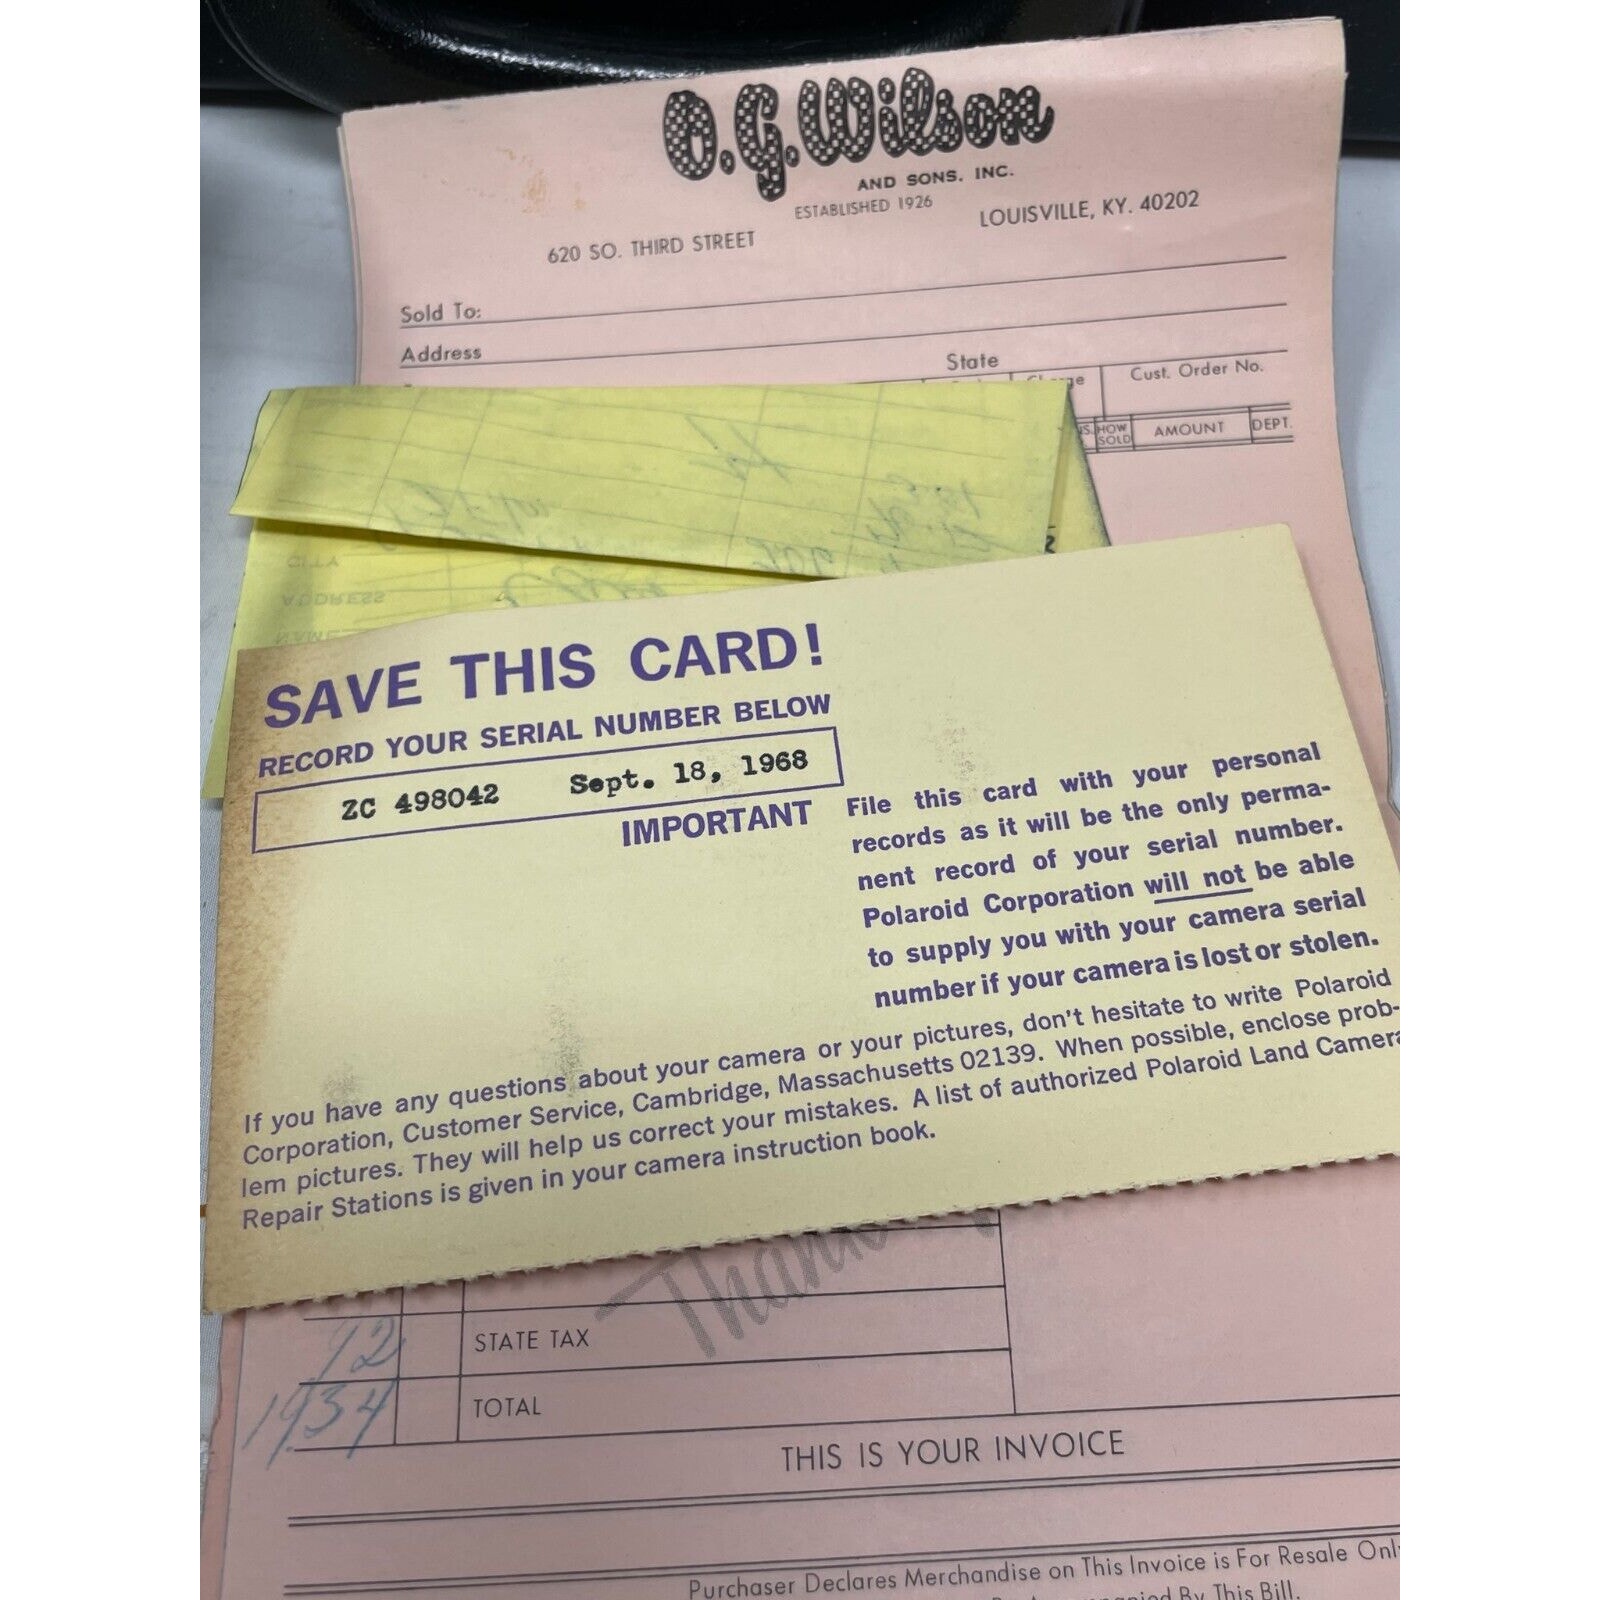 O.G. Wilson
AND SONS. INC.
ESTABLISHED 1926
620 SO. THIRD STREET
LOUISVILLE, KY. 40202
Sold To:
Address
State
Cust. Order No.
HOW SOLD
AMOUNT
DEPT.
CITY
ADDRESS
NAME
SAVE THIS CARD!
RECORD YOUR SERIAL NUMBER BELOW
ZC 498042 Sept. 18, 1968
IMPORTANT
File this card with your personal
records as it will be the only perma-
nent record of your serial number.
Polaroid Corporation will not be able
to supply you with your camera serial
number if your camera is lost or stolen.
If you have any questions about your camera or your pictures, don't hesitate to write Polaroid
Corporation, Customer Service, Cambridge, Massachusetts 02139. When possible, enclose prob-
lem pictures. They will help us correct your mistakes. A list of authorized Polaroid Land Camera
Repair Stations is given in your camera instruction book.
92 STATE TAX
1934 TOTAL
THIS IS YOUR INVOICE
Purchaser Declares Merchandise on This Invoice is For Resale
By This Bill.